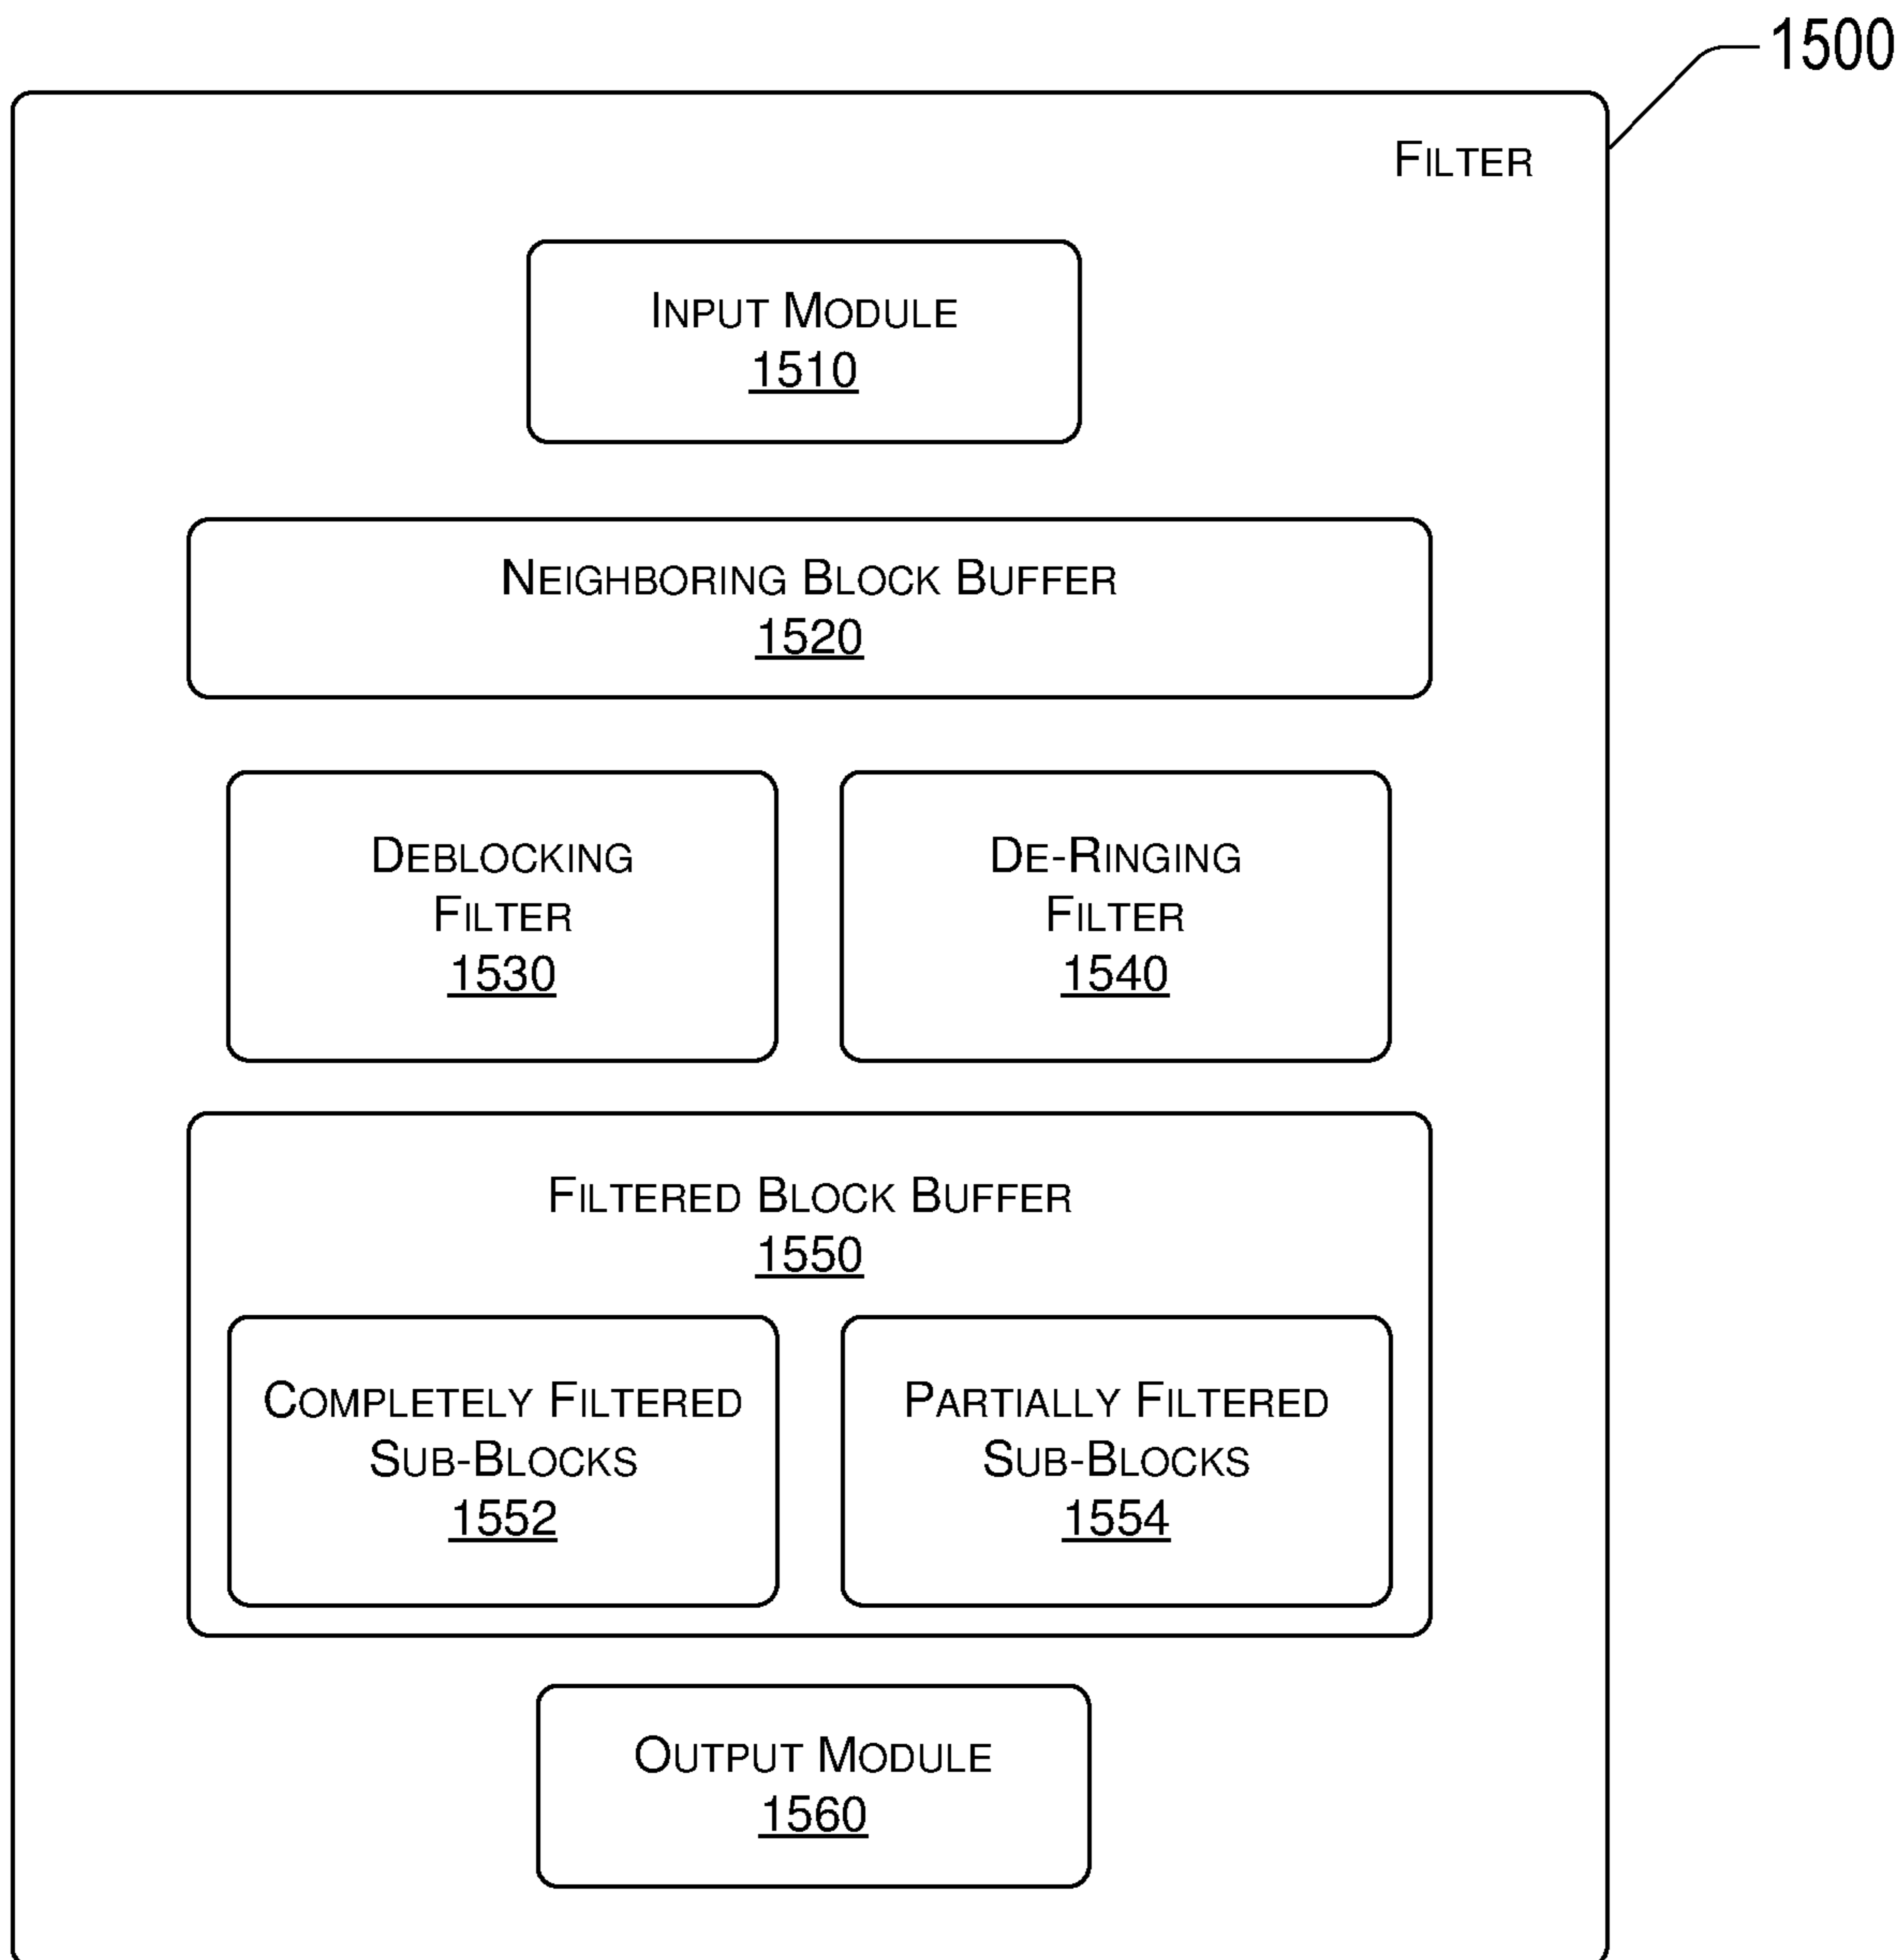 1500
FILTER
INPUT MODULE
1510
NEIGHBORING BLOCK BUFFER
1520
DEBLOCKING
FILTER
1530
DE-RINGING
FILTER
1540
FILTERED BLOCK BUFFER
1550
COMPLETELY FILTERED
SUB-BLOCKS
1552
PARTIALLY FILTERED
SUB-BLOCKS
1554
OUTPUT MODULE
1560